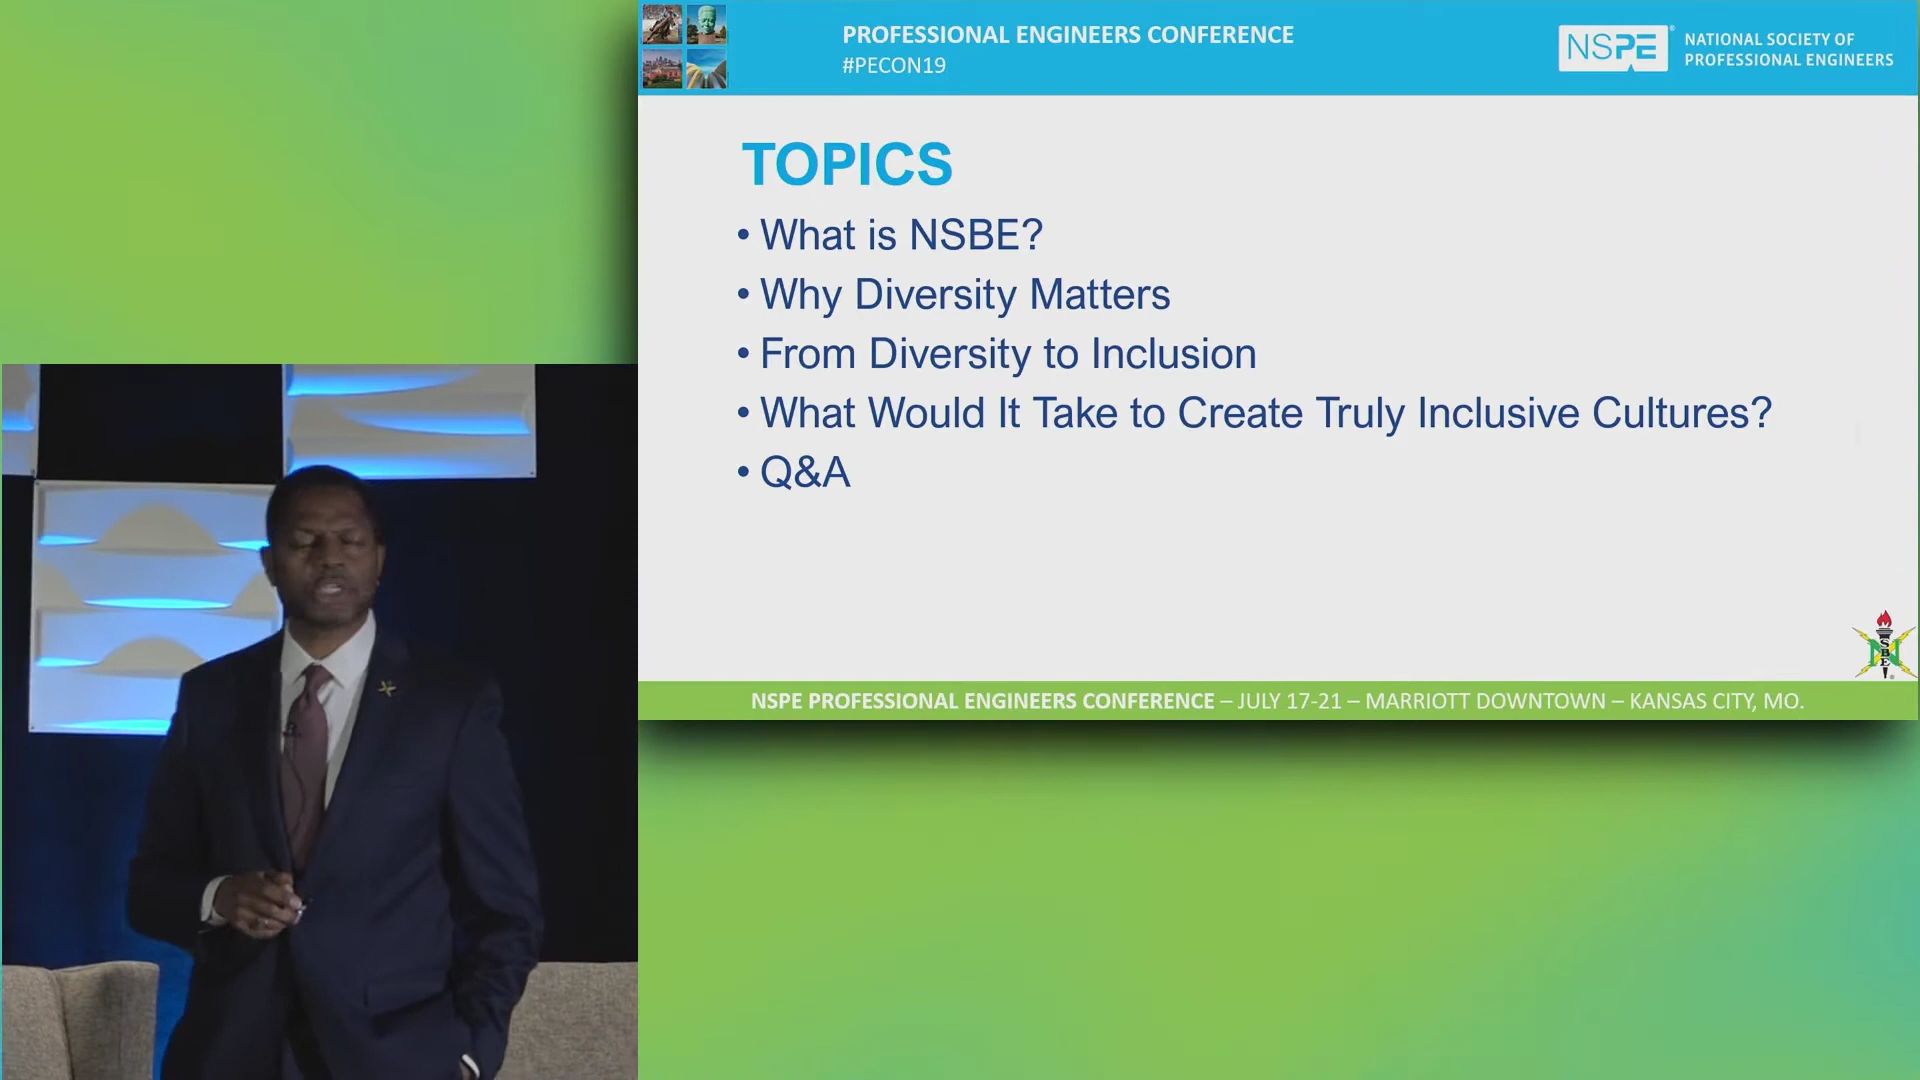 PROFESSIONAL ENGINEERS CONFERENCE
#PECON19
NSPE®
NATIONAL SOCIETY OF
PROFESSIONAL ENGINEERS
TOPICS
• What is NSBE?
• Why Diversity Matters
• From Diversity to Inclusion
• What Would It Take to Create Truly Inclusive Cultures?
• Q&A
NSBE
NSPE PROFESSIONAL ENGINEERS CONFERENCE – JULY 17-21 – MARRIOTT DOWNTOWN – KANSAS CITY, MO.